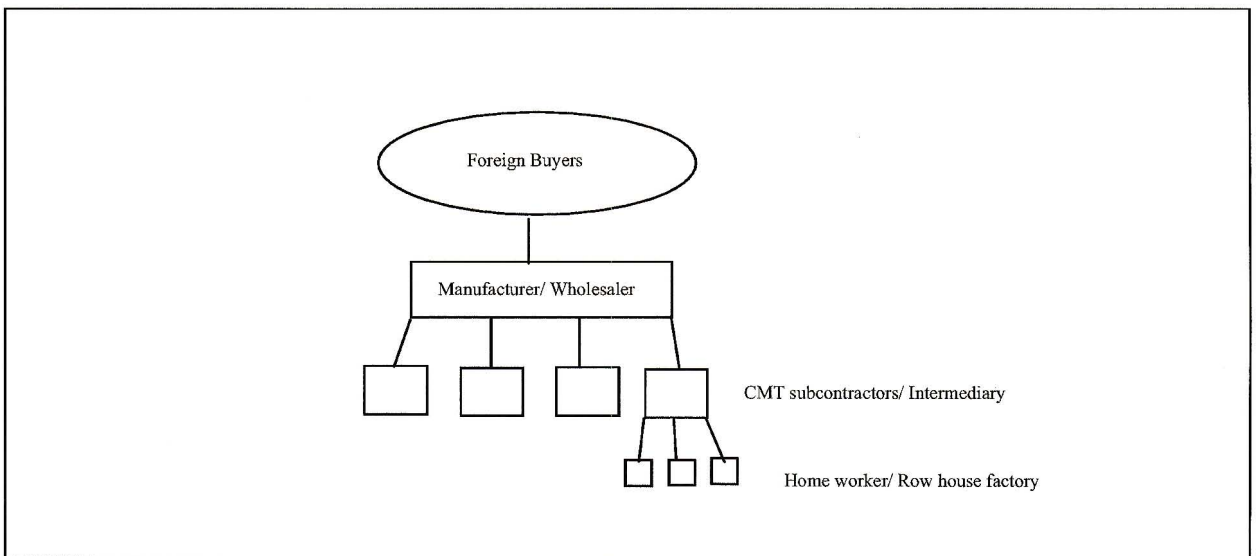 Foreign Buyers
Manufacturer/ Wholesaler
CMT subcontractors/ Intermediary
Home worker/ Row house factory